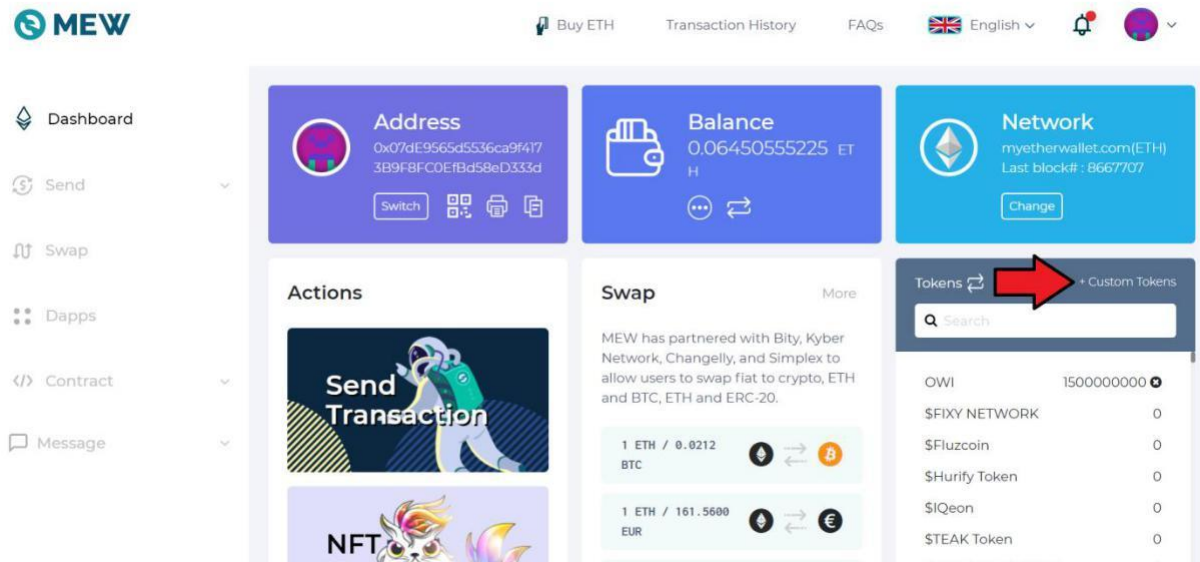 MEW
Buy ETH
Transaction History
FAQs
English
Dashboard
Send
Swap
Dapps
Contract
Message
Address
0x07dE9565d5536ca9f417
3B9F8FC0EfBd58eD333d
Switch
Balance
0.06450555225 ET
H
Network
myetherwallet.com(ETH)
Last block# : 8667707
Change
Actions
Send
Transaction
NFT
Swap
More
MEW has partnered with Bity, Kyber
Network, Changelly, and Simplex to
allow users to swap fiat to crypto, ETH
and BTC, ETH and ERC-20.
1 ETH / 0.0212
BTC
1 ETH / 161.5600
EUR
Tokens
+ Custom Tokens
Search
OWI 1500000000
$FIXY NETWORK 0
$Fluzcoin 0
$Hurify Token 0
$IQeon 0
$TEAK Token 0